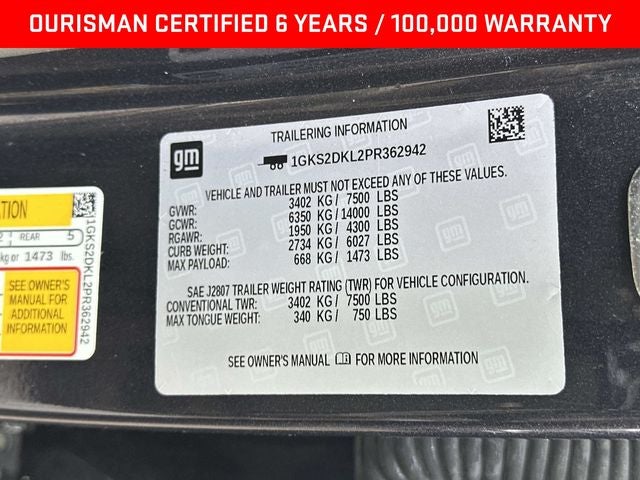 OURISMAN CERTIFIED 6 YEARS / 100,000 WARRANTY
gm
TRAILERING INFORMATION
1GKS2DKL2PR362942
VEHICLE AND TRAILER MUST NOT EXCEED ANY OF THESE VALUES.
GVWR: 3402 KG / 7500 LBS
GCWR: 6350 KG / 14000 LBS
RGAWR: 1950 KG / 4300 LBS
CURB WEIGHT: 2734 KG / 6027 LBS
MAX PAYLOAD: 668 KG / 1473 LBS
SAE J2807 TRAILER WEIGHT RATING (TWR) FOR VEHICLE CONFIGURATION.
CONVENTIONAL TWR: 3402 KG / 7500 LBS
MAX TONGUE WEIGHT: 340 KG / 750 LBS
SEE OWNER'S MANUAL FOR MORE INFORMATION
REAR 5
kg or 1473 lbs.
SEE OWNER'S
MANUAL FOR
ADDITIONAL
INFORMATION
1GKS2DKL2PR362942